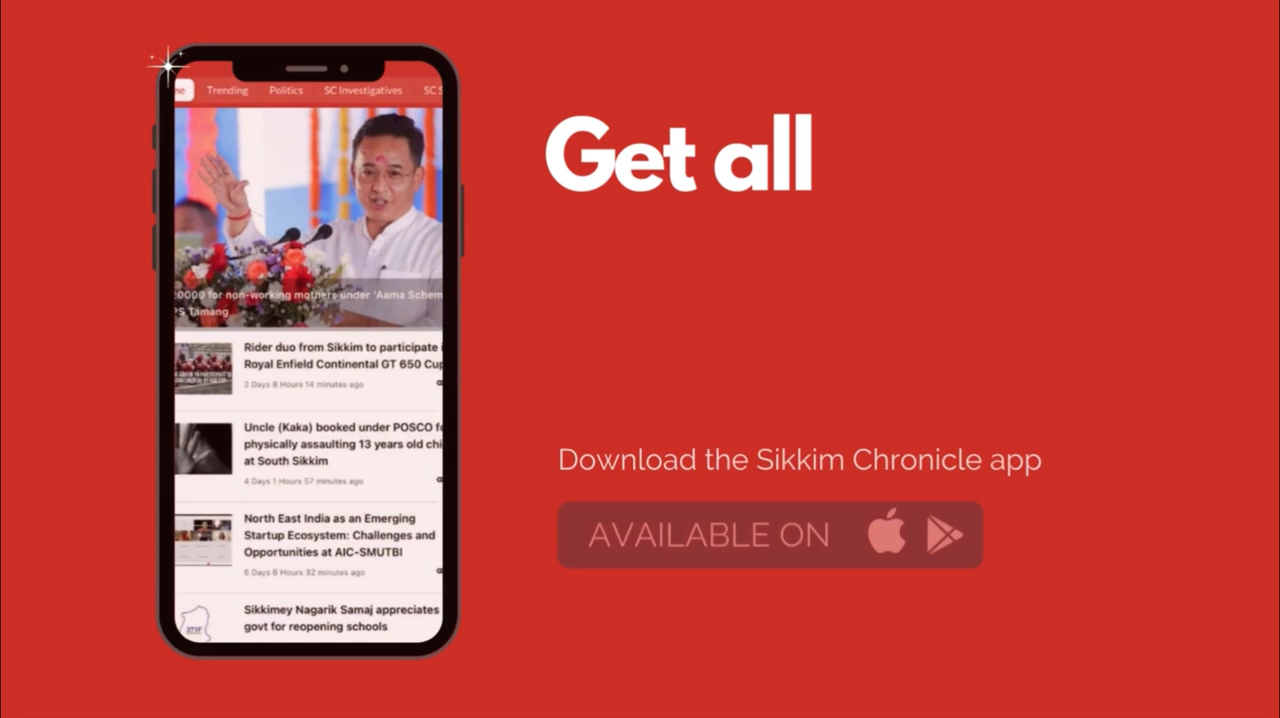 Trending Politics SC Investigatives SC
20000 for non-working mothers under 'Aama Schem
PS Tamang
Rider duo from Sikkim to participate
Royal Enfield Continental GT 650 Cup
2 Days 8 Hours 14 minutes ago
Uncle (Kaka) booked under POSCO fo
physically assaulting 13 years old chi
at South Sikkim
4 Days 1 Hours 57 minutes ago
North East India as an Emerging
Startup Ecosystem: Challenges and
Opportunities at AIC-SMUTBI
6 Days 6 Hours 32 minutes ago
Sikkimey Nagarik Samaj appreciates
govt for reopening schools
Get all
Download the Sikkim Chronicle app
AVAILABLE ON